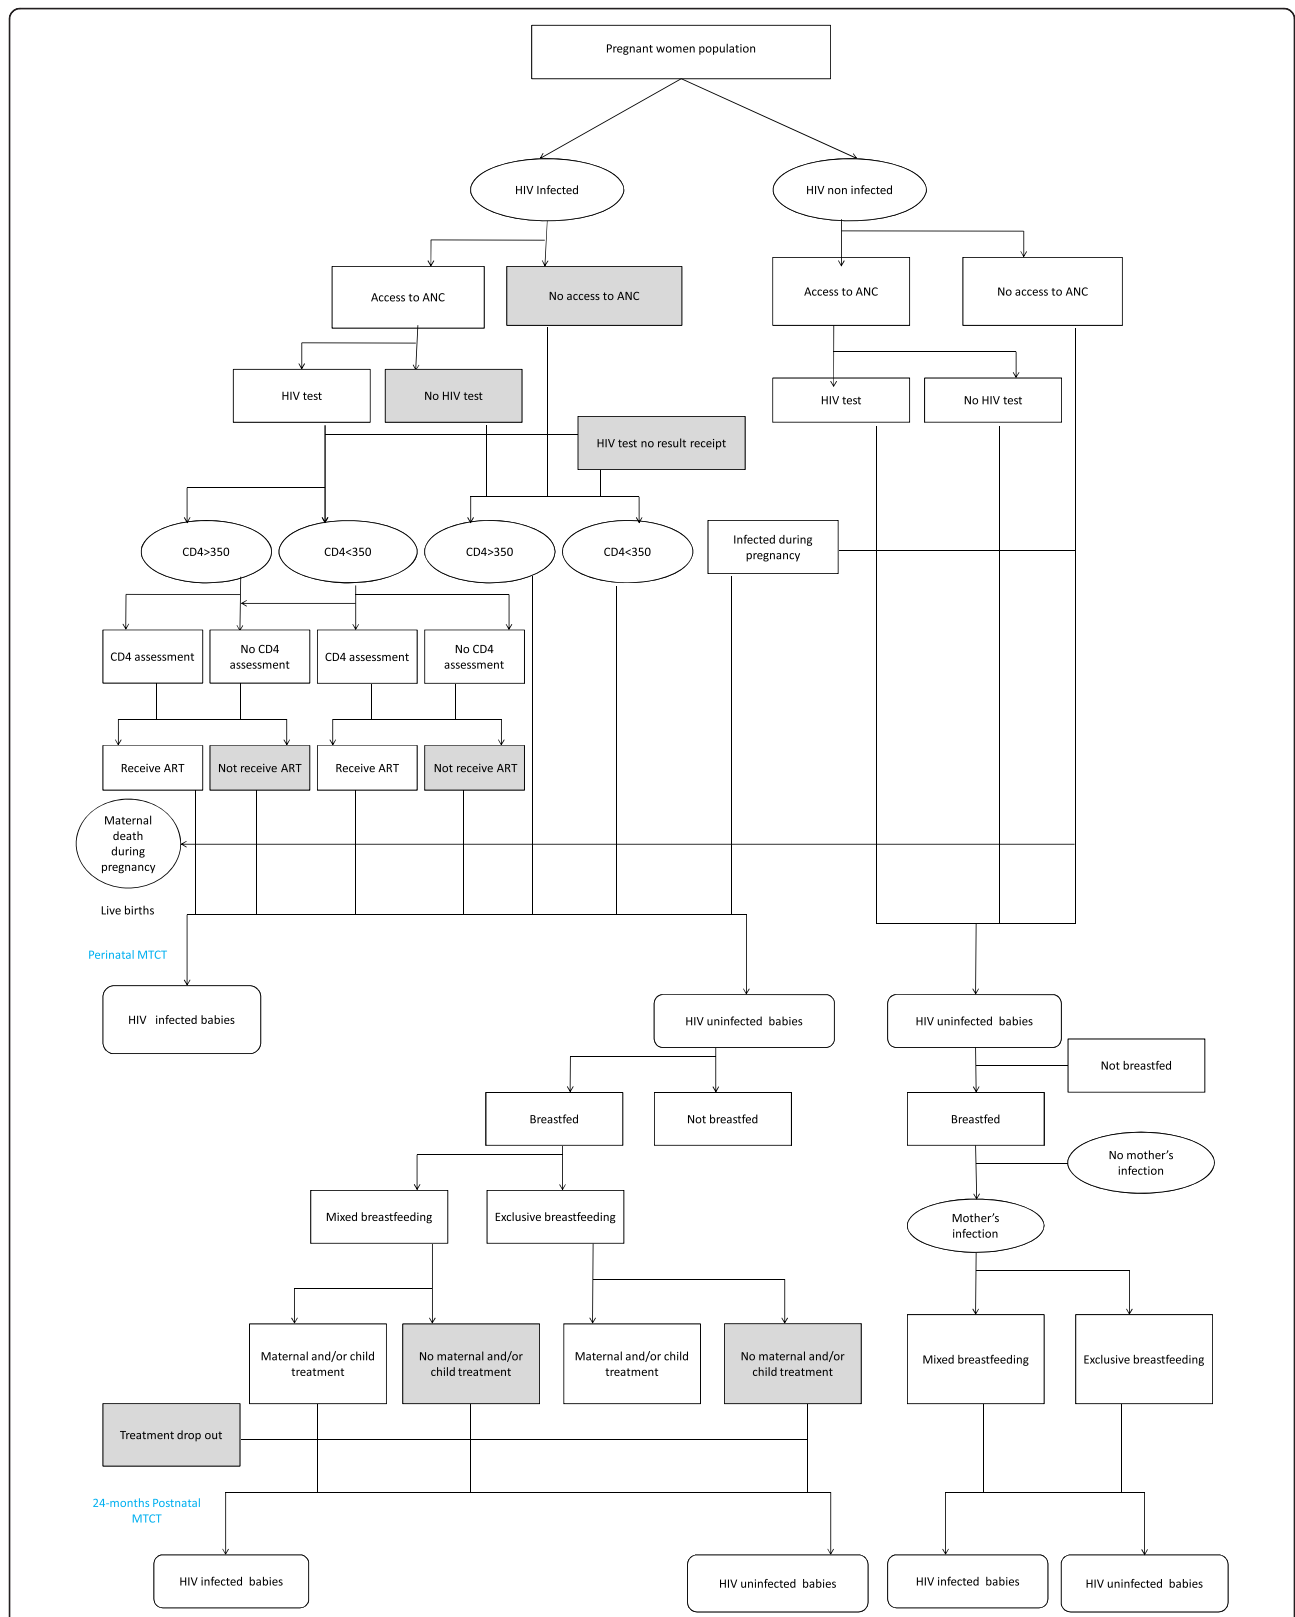 Pregnant women population
HIV Infected
HIV non infected
Access to ANC
No access to ANC
Access to ANC
No access to ANC
HIV test
No HIV test
HIV test
No HIV test
HIV test no result receipt
CD4>350
CD4<350
CD4>350
CD4<350
Infected during
pregnancy
CD4 assessment
No CD4
assessment
CD4 assessment
No CD4
assessment
Receive ART
Not receive ART
Receive ART
Not receive ART
Maternal
death
during
pregnancy
Live births
Perinatal MTCT
HIV infected babies
HIV uninfected babies
HIV uninfected babies
Not breastfed
Breastfed
Not breastfed
Breastfed
No mother’s
infection
Mixed breastfeeding
Exclusive breastfeeding
Mother’s
infection
Maternal and/or child
treatment
No maternal and/or
child treatment
Maternal and/or child
treatment
No maternal and/or
child treatment
Mixed breastfeeding
Exclusive breastfeeding
Treatment drop out
24-months Postnatal
MTCT
HIV infected babies
HIV uninfected babies
HIV infected babies
HIV uninfected babies